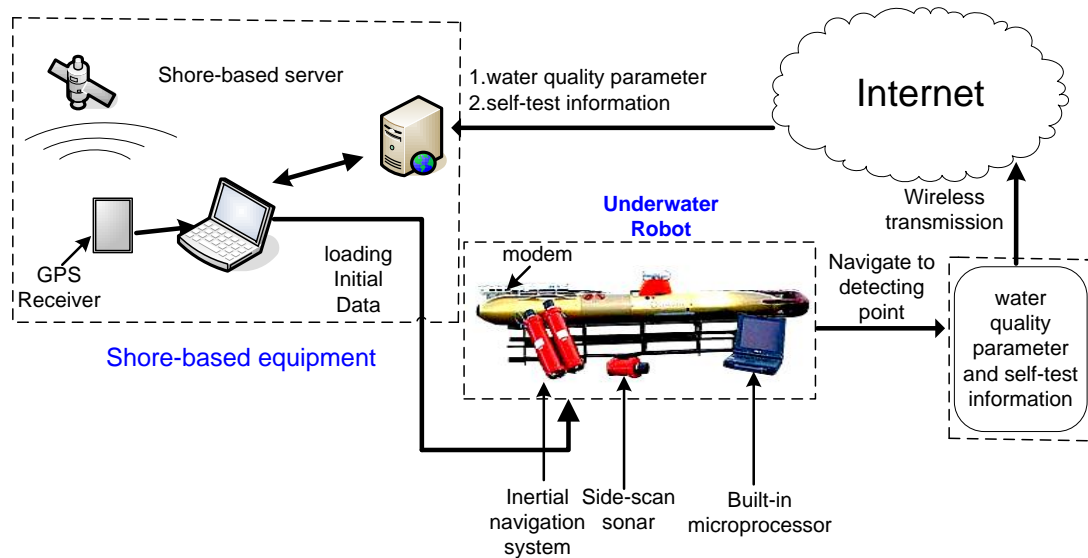 Shore-based server
1.water quality parameter
2.self-test information
Internet
Wireless
transmission
GPS
Receiver
loading
Initial
Data
Shore-based equipment
Underwater
Robot
modem
Navigate to
detecting
point
water
quality
parameter
and self-test
information
Inertial
navigation
system
Side-scan
sonar
Built-in
microprocessor